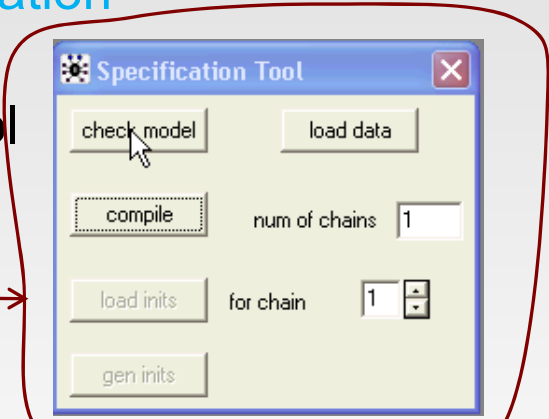 ation
Specification Tool
ol
check model load data
compile num of chains 1
load inits for chain 1
gen inits